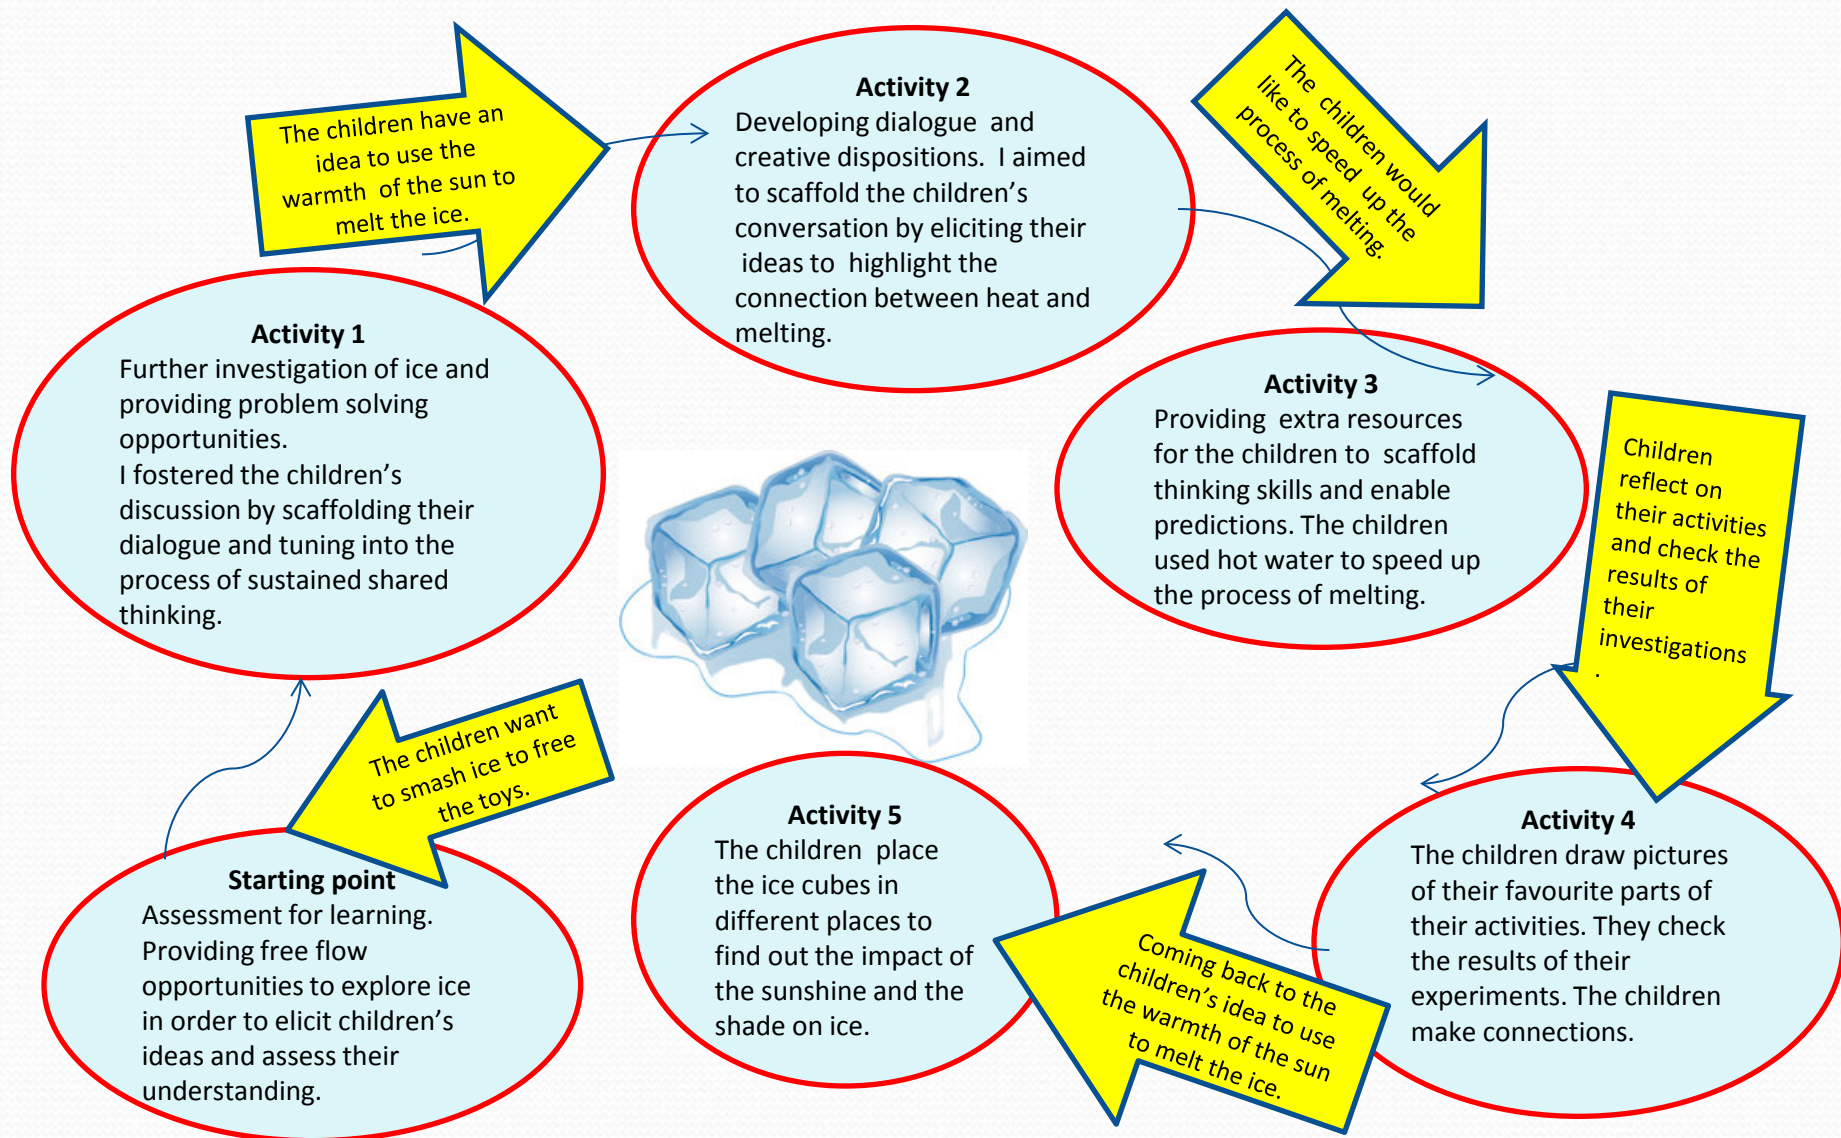 Starting point
Assessment for learning.
Providing free flow
opportunities to explore ice
in order to elicit children's
ideas and assess their
understanding.
The children want
to smash ice to free
the toys.
Activity 1
Further investigation of ice and
providing problem solving
opportunities.
I fostered the children's
discussion by scaffolding their
dialogue and tuning into the
process of sustained shared
thinking.
The children have an
idea to use the
warmth of the sun to
melt the ice.
Activity 2
Developing dialogue and
creative dispositions. I aimed
to scaffold the children's
conversation by eliciting their
ideas to highlight the
connection between heat and
melting.
The children would
like to speed up the
process of melting.
Activity 3
Providing extra resources
for the children to scaffold
thinking skills and enable
predictions. The children
used hot water to speed up
the process of melting.
Children
reflect on
their activities
and check the
results of
their
investigations
.
Activity 4
The children draw pictures
of their favourite parts of
their activities. They check
the results of their
experiments. The children
make connections.
Coming back to the
children's idea to use
the warmth of the sun
to melt the ice.
Activity 5
The children place
the ice cubes in
different places to
find out the impact of
the sunshine and the
shade on ice.